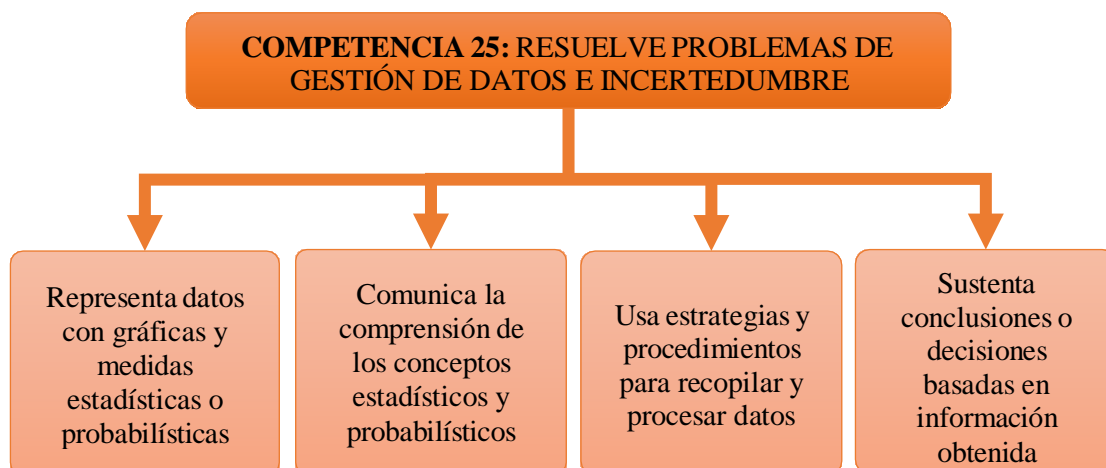 COMPETENCIA 25: RESUELVE PROBLEMAS DE
GESTIÓN DE DATOS E INCERTEDUMBRE
Representa datos
con gráficas y
medidas
estadísticas o
probabilísticas
Comunica la
comprensión de
los conceptos
estadísticos y
probabilísticos
Usa estrategias y
procedimientos
para recopilar y
procesar datos
Sustenta
conclusiones o
decisiones
basadas en
información
obtenida